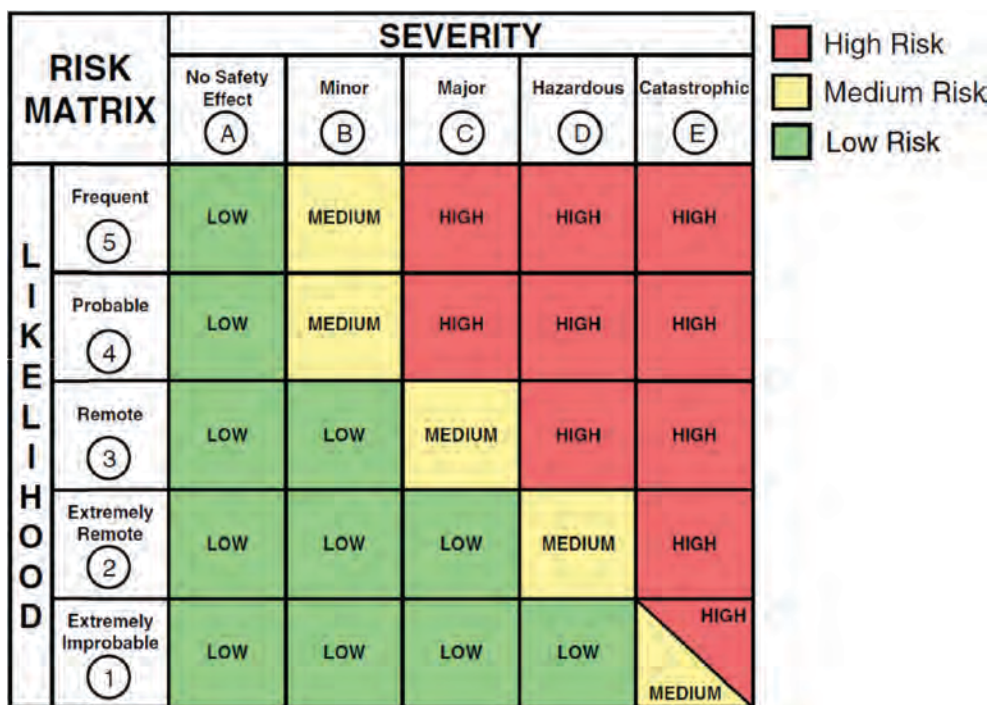 RISK
MATRIX
SEVERITY
No Safety
Effect
A
Minor
B
Major
C
Hazardous
D
Catastrophic
E
High Risk
Medium Risk
Low Risk
LIKELIHOOD
Frequent
5
LOW
MEDIUM
HIGH
HIGH
HIGH
Probable
4
LOW
MEDIUM
HIGH
HIGH
HIGH
Remote
3
LOW
LOW
MEDIUM
HIGH
HIGH
Extremely
Remote
2
LOW
LOW
LOW
MEDIUM
HIGH
Extremely
Improbable
1
LOW
LOW
LOW
LOW
HIGH
MEDIUM